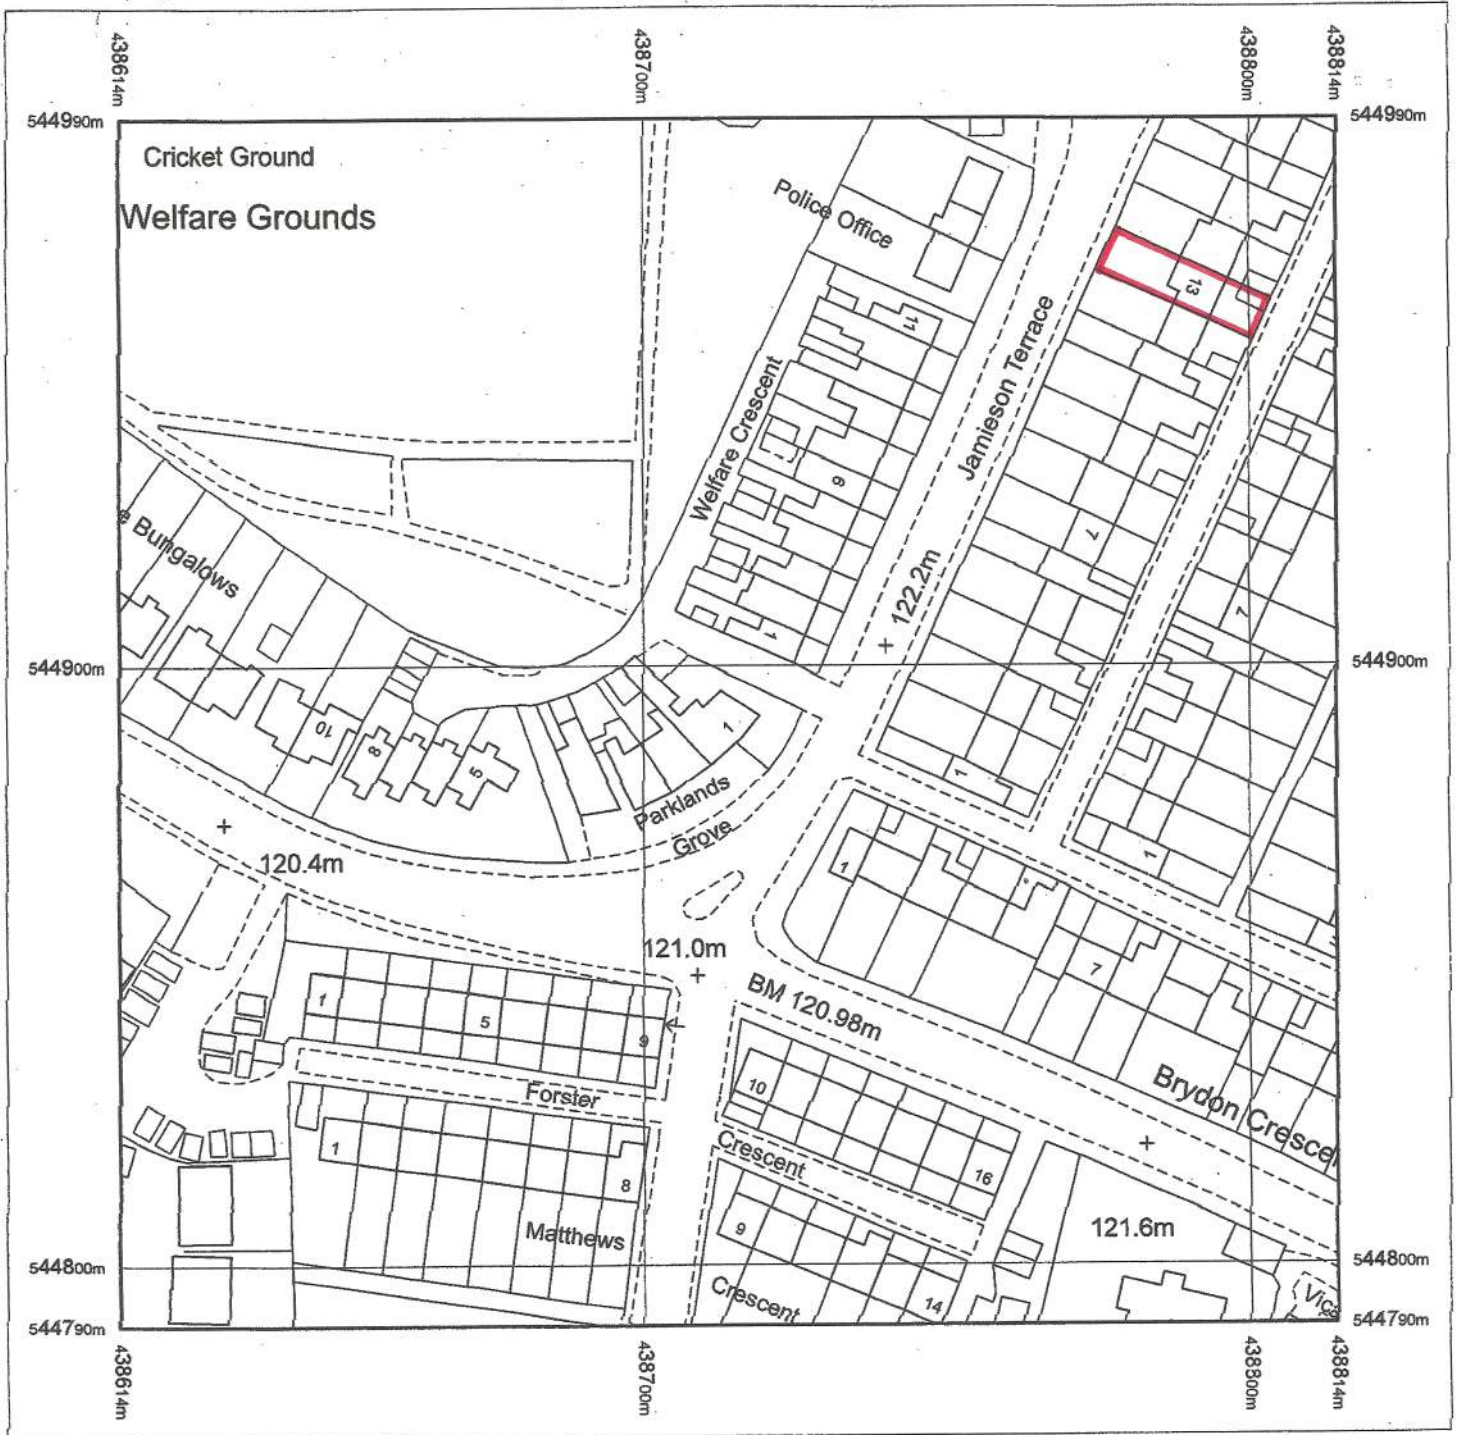 438614m
438700m
438800m
438814m
544990m
544990m
Cricket Ground
Welfare Grounds
Police Office
13
11
Jamieson Terrace
Welfare Crescent
6
7
Bungalows
122.2m
7
1
544900m
544900m
10
8
5
1
Parklands
Grove
1
1
1
120.4m
121.0m
7
BM 120.98m
1
5
9
Forster
10
Brydon Crescent
Crescent
16
1
8
Matthews
9
121.6m
Crescent
14
544800m
544800m
544790m
544790m
438614m
438700m
438800m
438814m